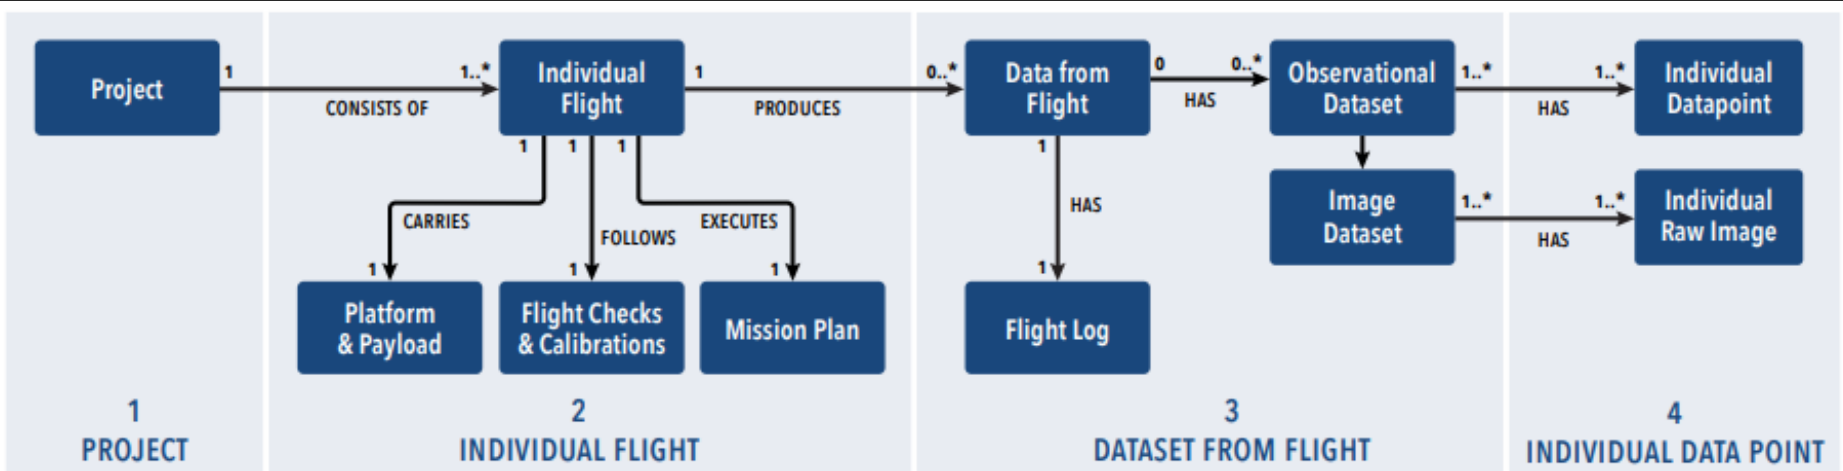 Project
1
CONSISTS OF
1..*
Individual
Flight
1
PRODUCES
0..*
Data from
Flight
0
HAS
0..*
Observational
Dataset
1..*
HAS
1..*
Individual
Datapoint
1
CARRIES
1
Platform
& Payload
1
FOLLOWS
1
Flight Checks
& Calibrations
1
EXECUTES
1
Mission Plan
1
HAS
1
Flight Log
Image
Dataset
1..*
HAS
1..*
Individual
Raw Image
1
PROJECT
2
INDIVIDUAL FLIGHT
3
DATASET FROM FLIGHT
4
INDIVIDUAL DATA POINT